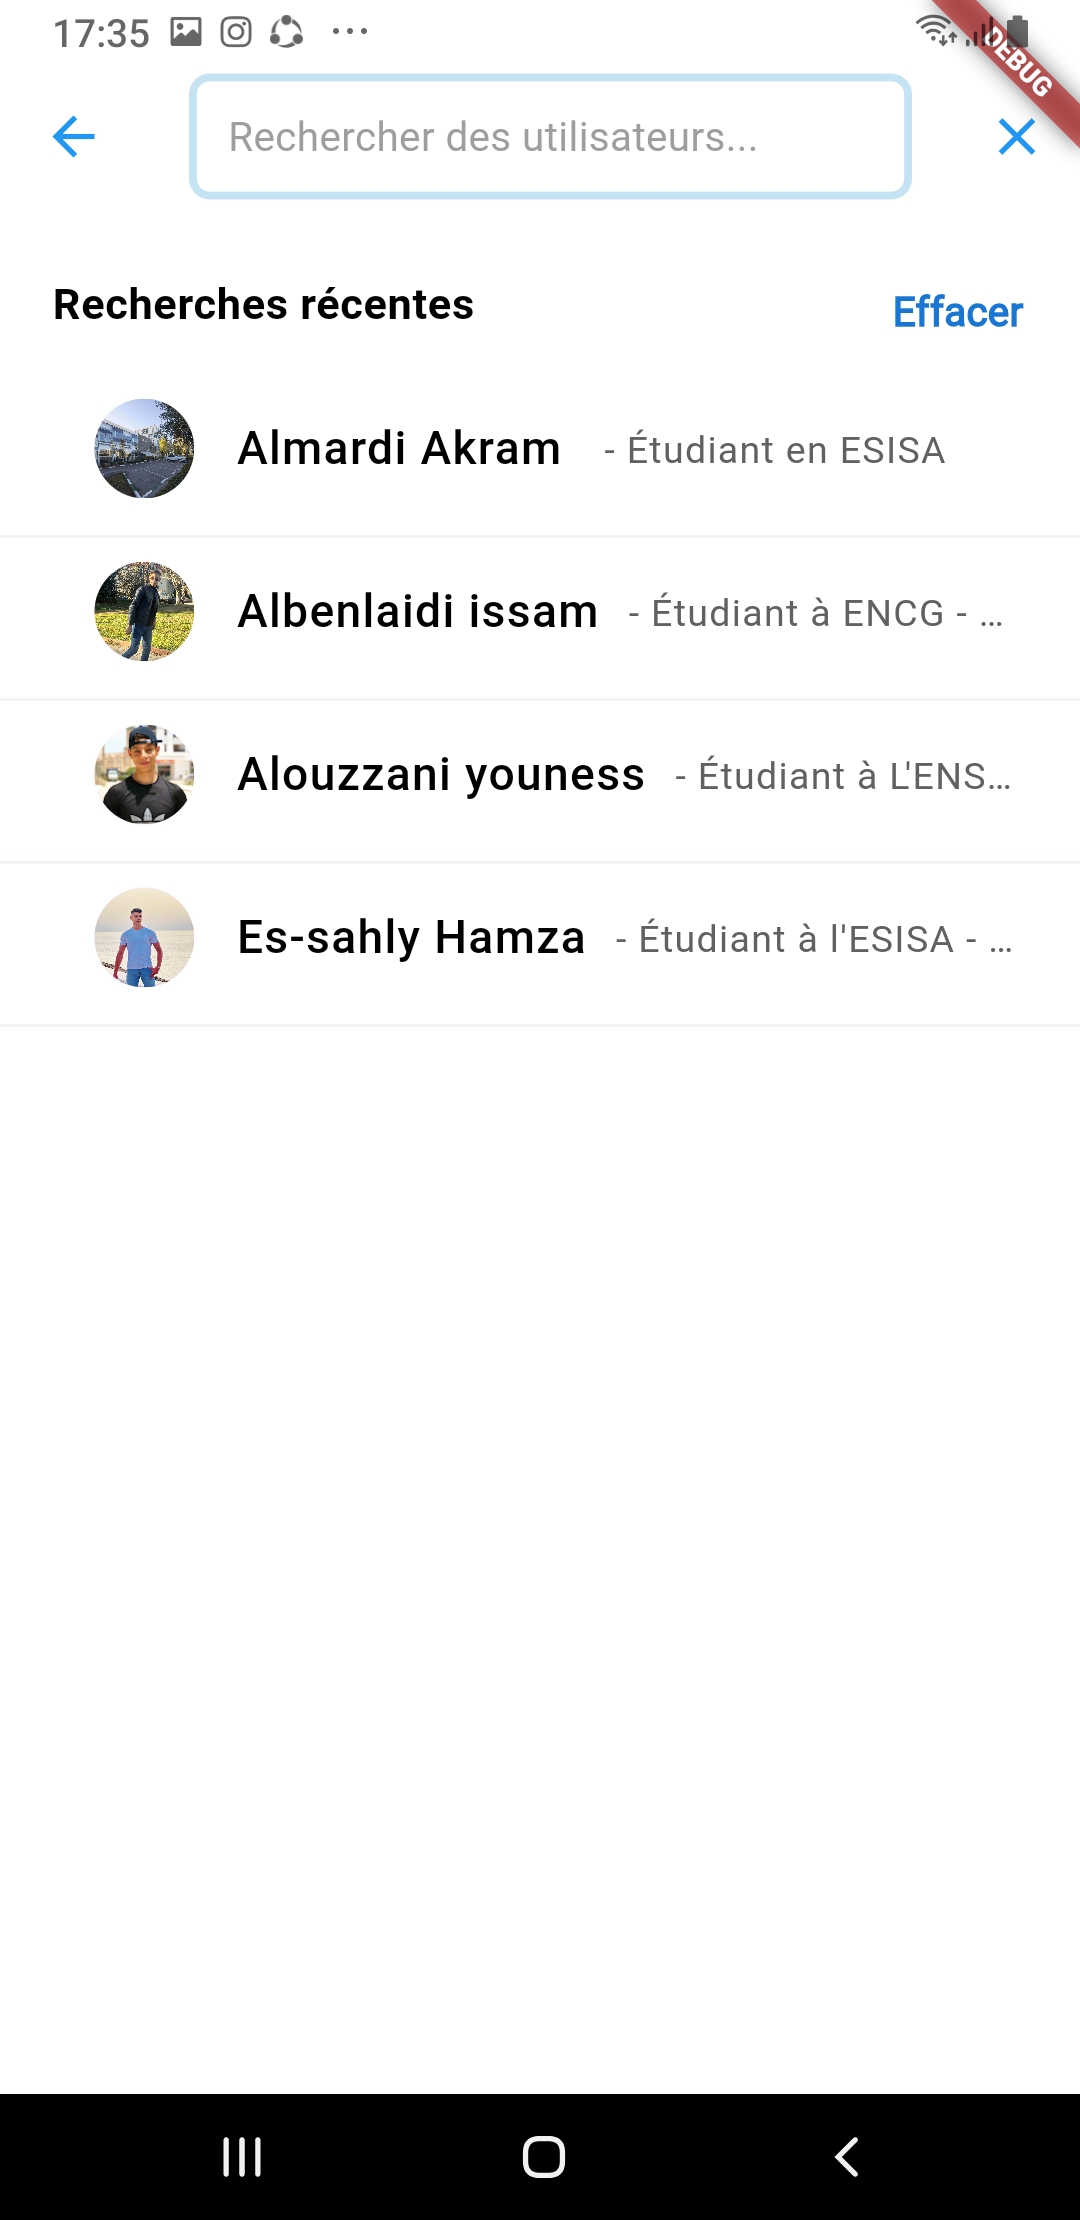 17:35
DEBUG
Rechercher des utilisateurs...
Recherches récentes
Effacer
Almardi Akram - Étudiant en ESISA
Albenlaidi issam - Étudiant à ENCG - ...
Alouzzani youness - Étudiant à L'ENS...
Es-sahly Hamza - Étudiant à l'ESISA - ...